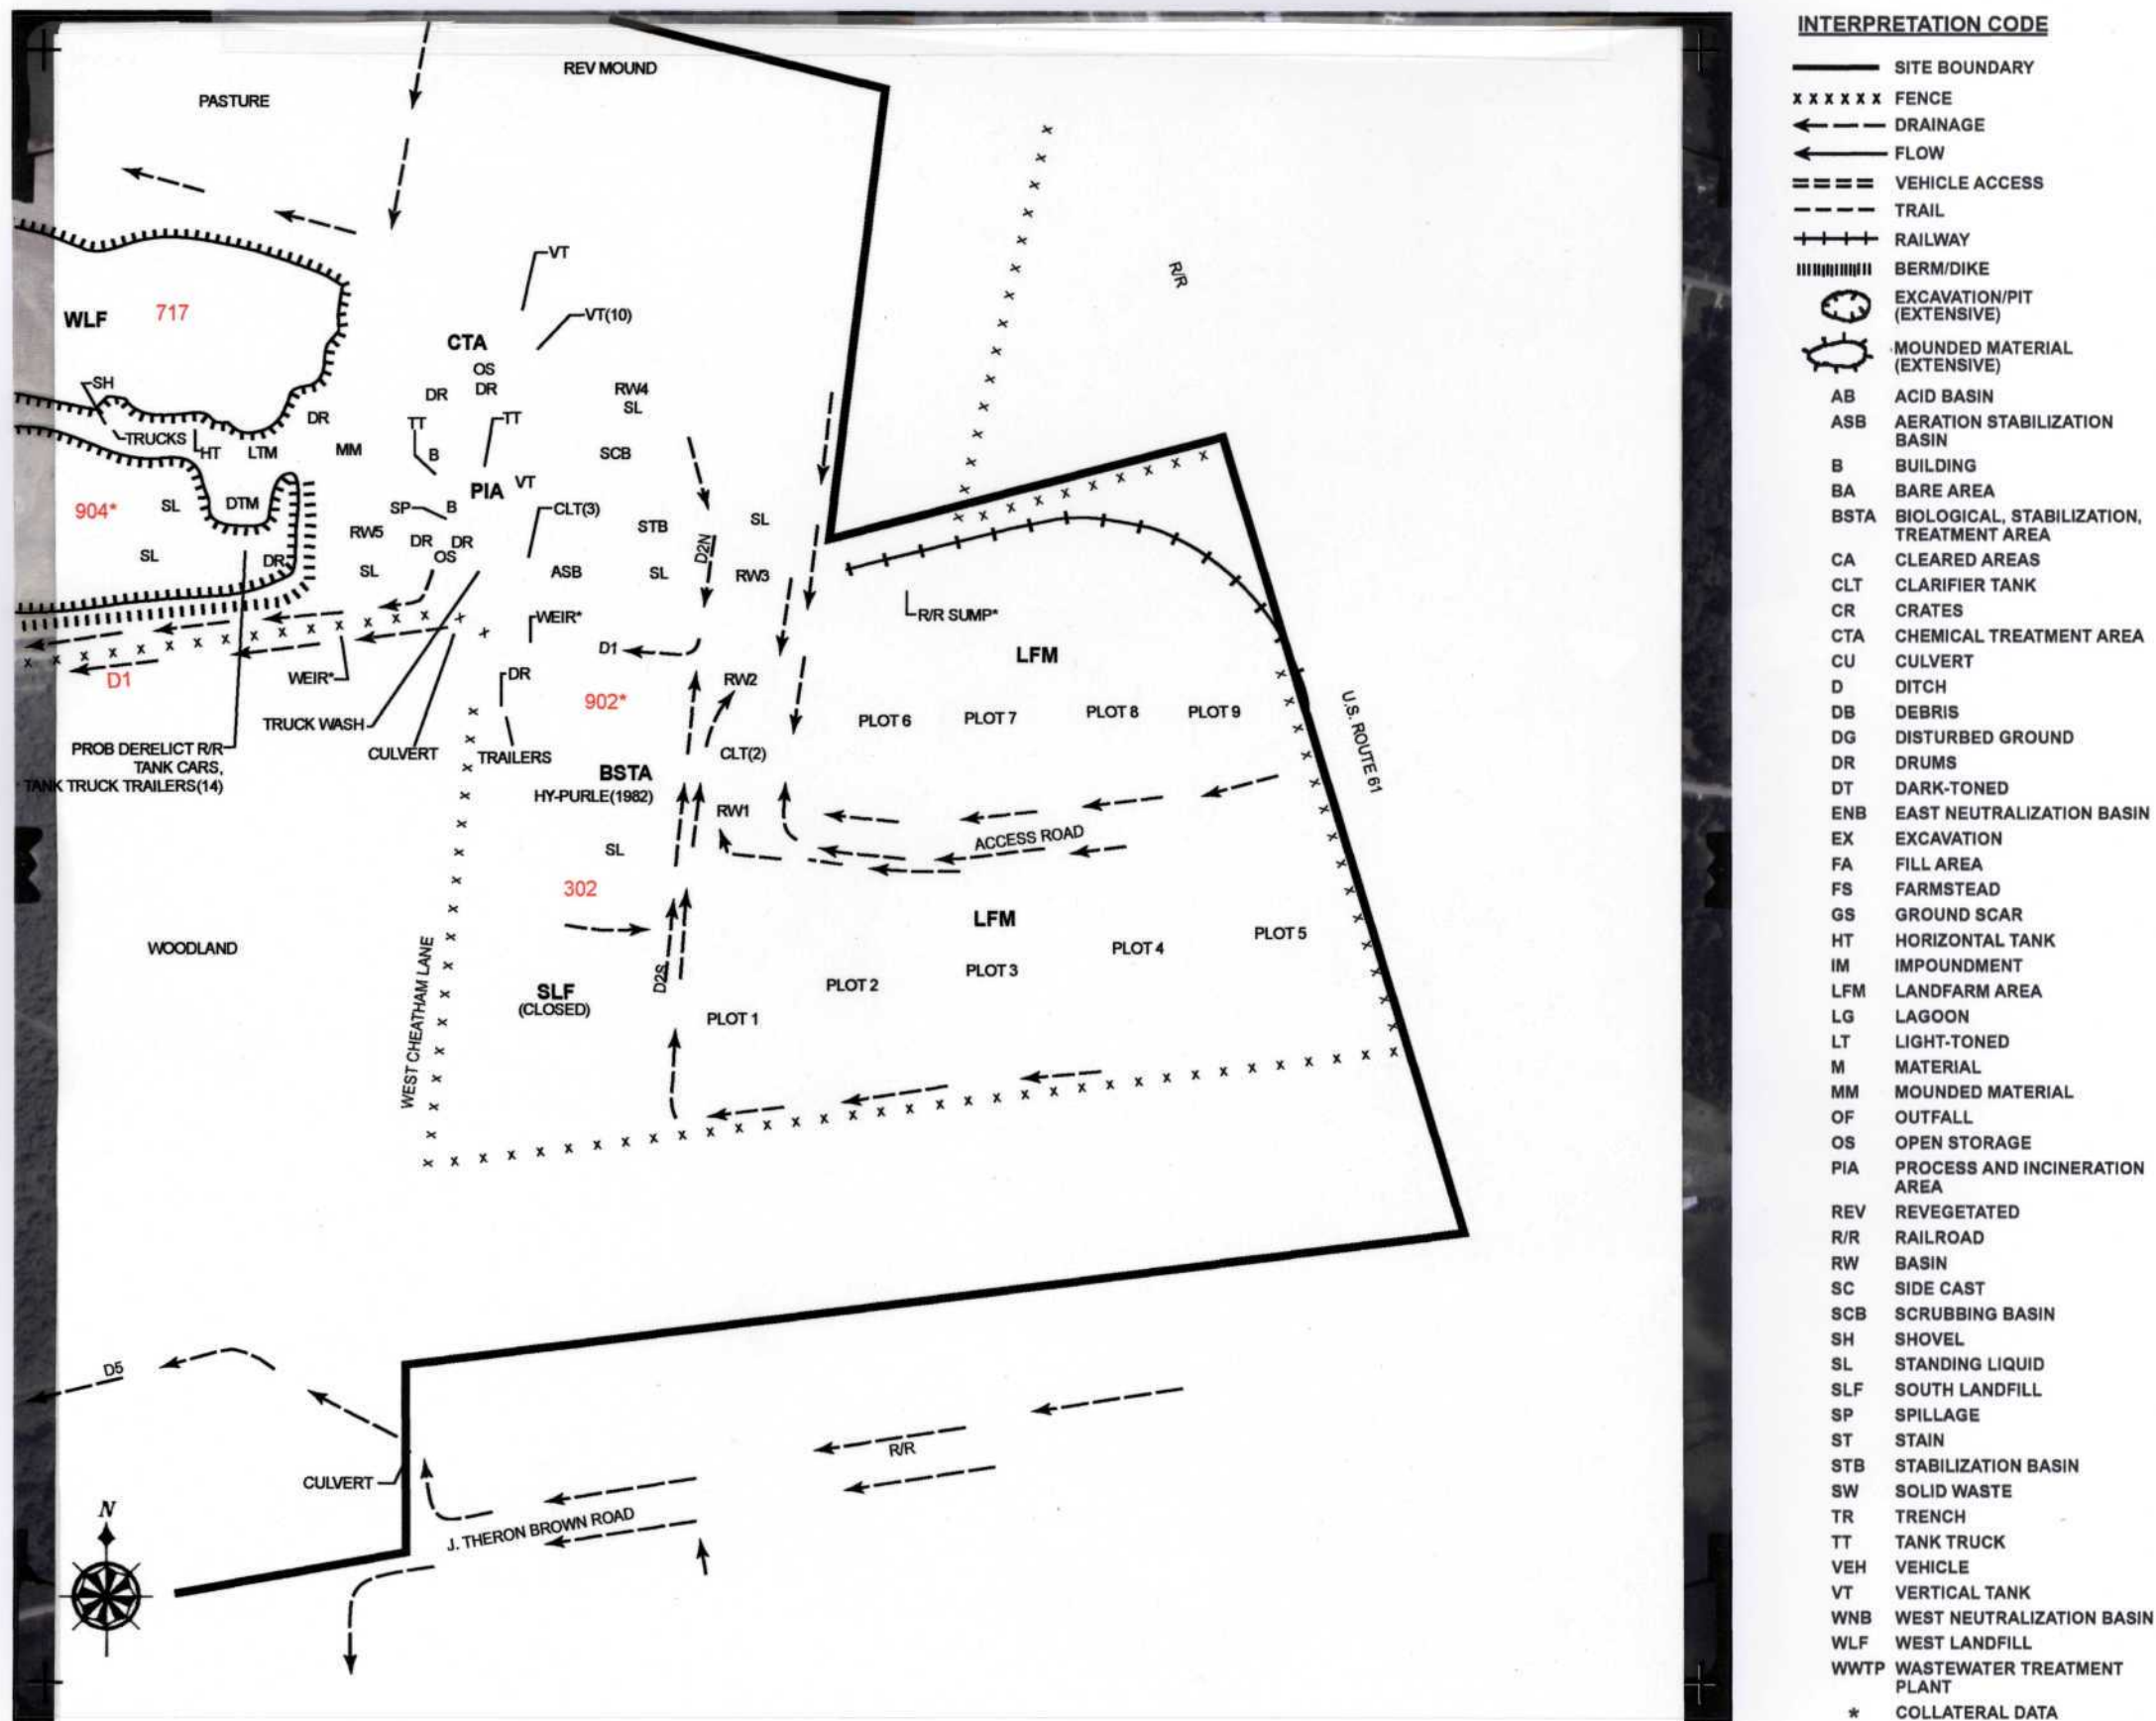 REV MOUND
PASTURE
R/R
VT
VT(10)
WLF
717
CTA
OS
DR
DR
RW4
SL
SH
DR
TT
TT
TRUCKS
HT
LTM
MM
B
SCB
PIA
VT
904*
SL
DTM
SP
B
CLT(3)
STB
SL
RW5
DR
DR
D2N
SL
DR
OS
SL
ASB
SL
RW3
WEIR*
R/R SUMP*
D1
LFM
D1
WEIR*
DR
RW2
902*
PLOT 6
PLOT 7
PLOT 8
PLOT 9
U.S. ROUTE 61
TRUCK WASH
PROB DERELICT R/R
TANK CARS,
TANK TRUCK TRAILERS(14)
CULVERT
TRAILERS
CLT(2)
BSTA
HY-PURLE(1982)
RW1
ACCESS ROAD
SL
302
LFM
WOODLAND
WEST CHEATHAM LANE
PLOT 4
PLOT 5
D2S
PLOT 3
PLOT 2
SLF
(CLOSED)
PLOT 1
D5
R/R
CULVERT
J. THERON BROWN ROAD
N
INTERPRETATION CODE
SITE BOUNDARY
x x x x x x FENCE
DRAINAGE
FLOW
VEHICLE ACCESS
TRAIL
RAILWAY
BERM/DIKE
EXCAVATION/PIT
(EXTENSIVE)
MOUNDED MATERIAL
(EXTENSIVE)
AB ACID BASIN
ASB AERATION STABILIZATION
BASIN
B BUILDING
BA BARE AREA
BSTA BIOLOGICAL, STABILIZATION,
TREATMENT AREA
CA CLEARED AREAS
CLT CLARIFIER TANK
CR CRATES
CTA CHEMICAL TREATMENT AREA
CU CULVERT
D DITCH
DB DEBRIS
DG DISTURBED GROUND
DR DRUMS
DT DARK-TONED
ENB EAST NEUTRALIZATION BASIN
EX EXCAVATION
FA FILL AREA
FS FARMSTEAD
GS GROUND SCAR
HT HORIZONTAL TANK
IM IMPOUNDMENT
LFM LANDFARM AREA
LG LAGOON
LT LIGHT-TONED
M MATERIAL
MM MOUNDED MATERIAL
OF OUTFALL
OS OPEN STORAGE
PIA PROCESS AND INCINERATION
AREA
REV REVEGETATED
R/R RAILROAD
RW BASIN
SC SIDE CAST
SCB SCRUBBING BASIN
SH SHOVEL
SL STANDING LIQUID
SLF SOUTH LANDFILL
SP SPILLAGE
ST STAIN
STB STABILIZATION BASIN
SW SOLID WASTE
TR TRENCH
TT TANK TRUCK
VEH VEHICLE
VT VERTICAL TANK
WNB WEST NEUTRALIZATION BASIN
WLF WEST LANDFILL
WWTP WASTEWATER TREATMENT
PLANT
* COLLATERAL DATA